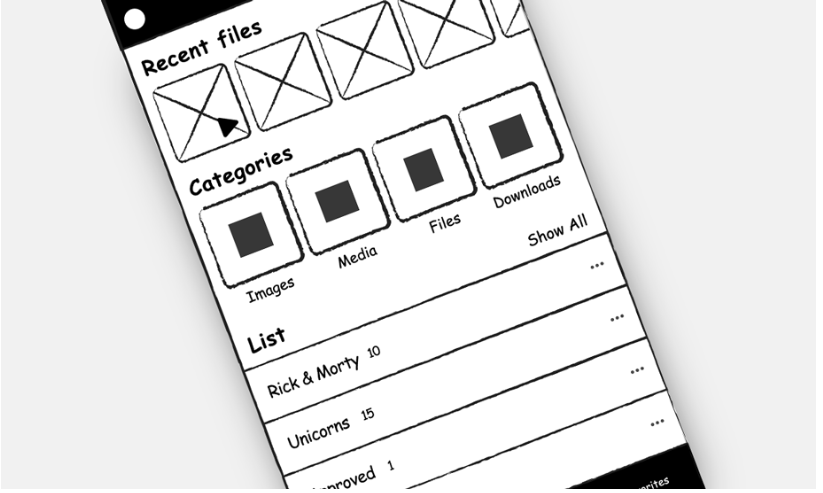 Recent files
Categories
Images
Media
Files
Downloads
Show All
List
Rick & Morty 10
Unicorns 15
1